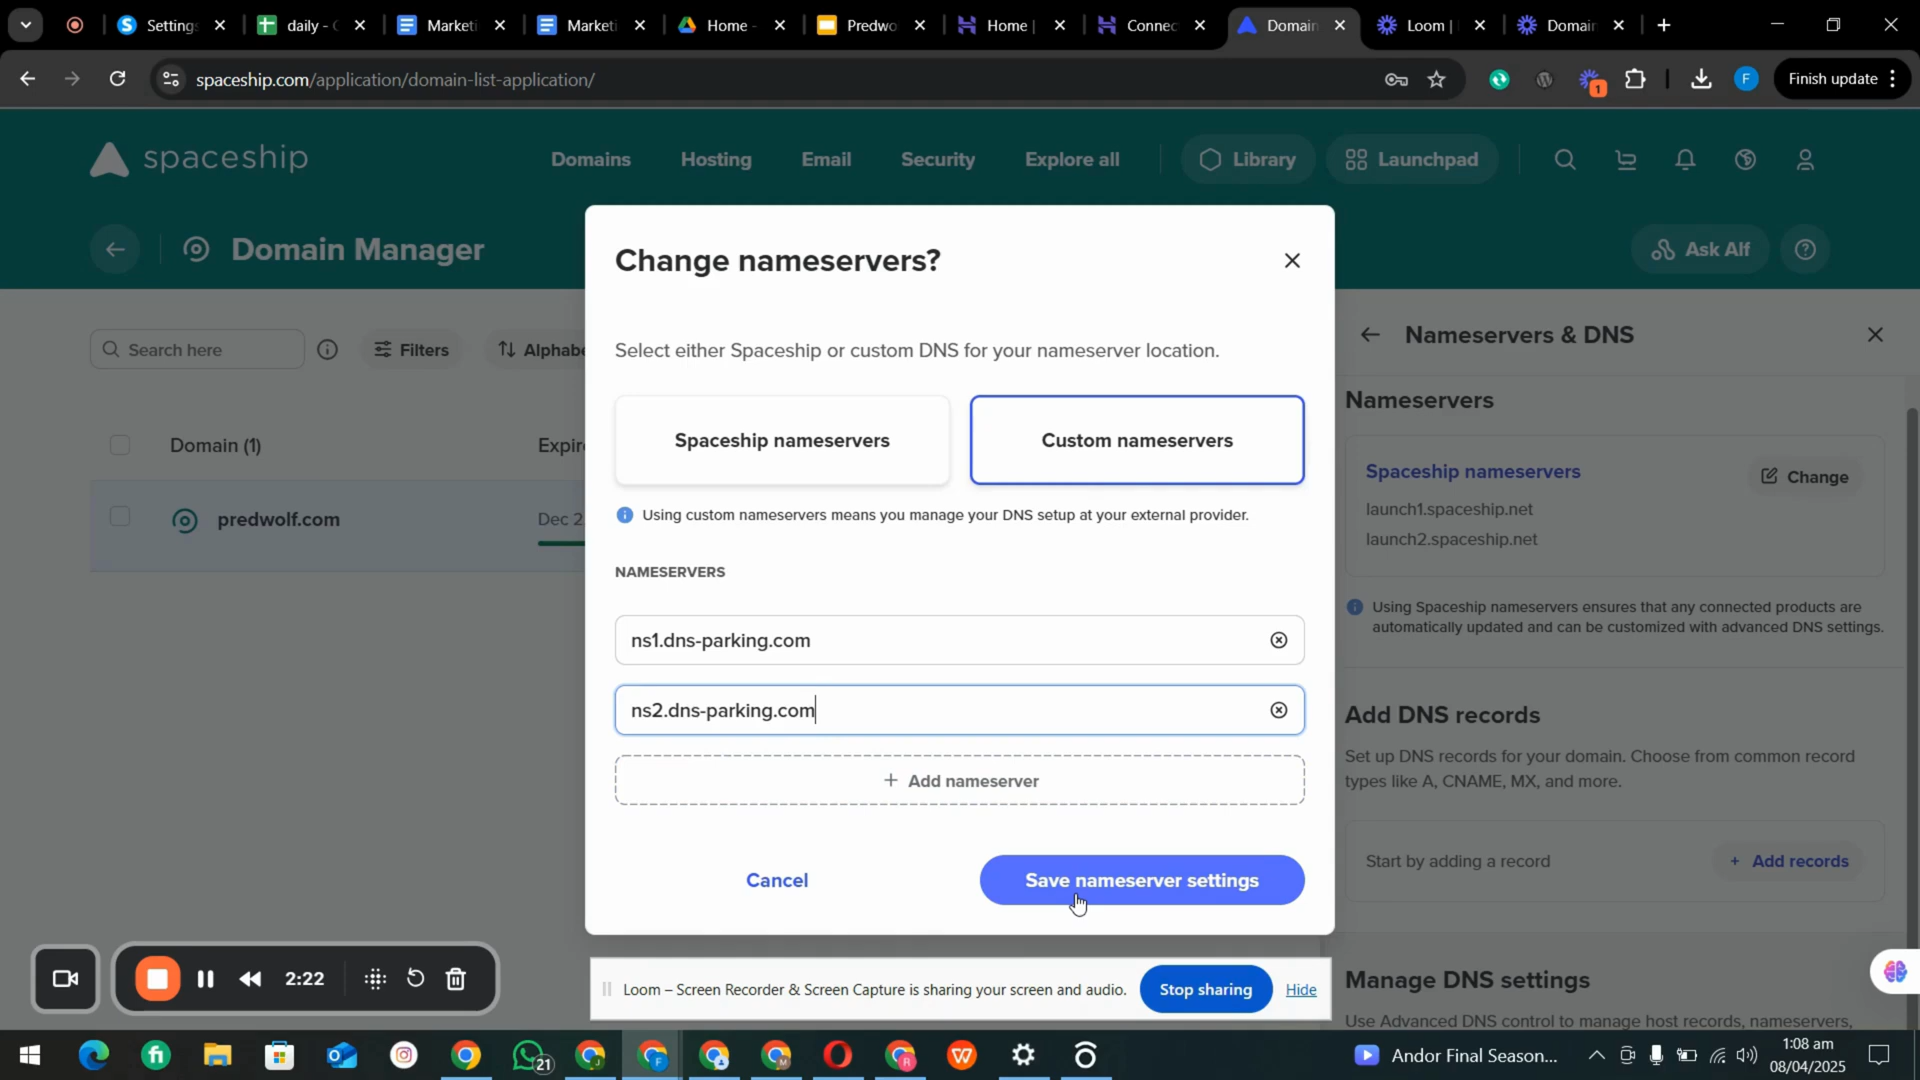 Settings
daily - G
Marketi
Marketi
Home -
Predwo
Home |
Connec
Domain
Loom |
Domain
spaceship.com/application/domain-list-application/
1
F
Finish update
spaceship
Domains
Hosting
Email
Security
Explore all
Library
Launchpad
Domain Manager
Ask Alf
Search here
Filters
Alphabe
Domain (1)
Expir
predwolf.com
Dec 2
Change nameservers?
Select either Spaceship or custom DNS for your nameserver location.
Spaceship nameservers
Custom nameservers
Using custom nameservers means you manage your DNS setup at your external provider.
NAMESERVERS
ns1.dns-parking.com
ns2.dns-parking.com
+ Add nameserver
Cancel
Save nameserver settings
Nameservers & DNS
Nameservers
Spaceship nameservers
Change
launch1.spaceship.net
launch2.spaceship.net
Using Spaceship nameservers ensures that any connected products are
automatically updated and can be customized with advanced DNS settings.
Add DNS records
Set up DNS records for your domain. Choose from common record
types like A, CNAME, MX, and more.
Start by adding a record
+ Add records
Manage DNS settings
Use Advanced DNS control to manage host records, nameservers,
2:22
Loom – Screen Recorder & Screen Capture is sharing your screen and audio.
Stop sharing
Hide
21
Andor Final Season...
1:08 am
08/04/2025